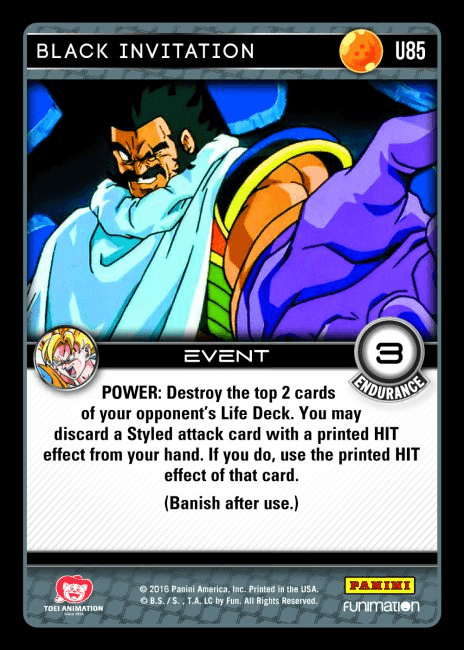 BLACK INVITATION
U85
EVENT
3
ENDURANCE
POWER: Destroy the top 2 cards
of your opponent's Life Deck. You may
discard a Styled attack card with a printed HIT
effect from your hand. If you do, use the printed HIT
effect of that card.
(Banish after use.)
TOEI ANIMATION
© 2016 Panini America, Inc. Printed in the USA.
© B.S. / S. , T.A. LC by Fun. All Rights Reserved.
PANINI
FUNIMATION